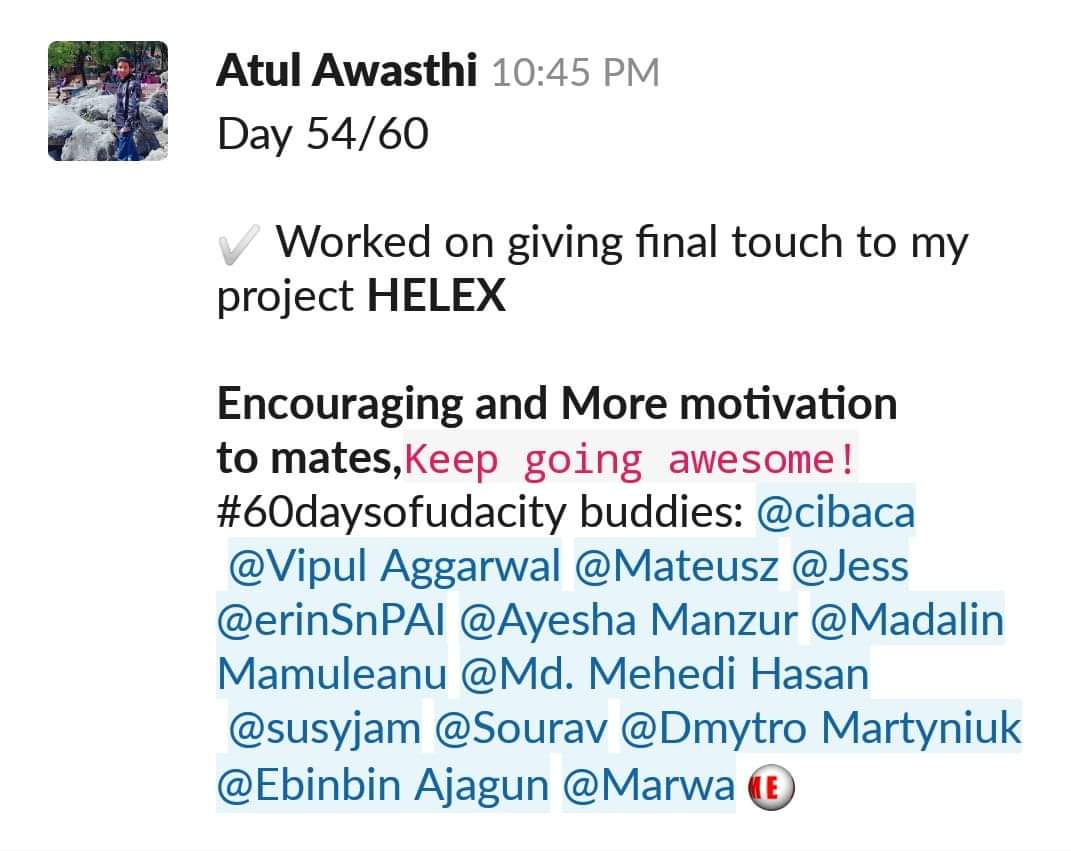 Atul Awasthi 10:45 PM
Day 54/60
✔ Worked on giving final touch to my
project HELEX
Encouraging and More motivation
to mates,Keep going awesome!
#60daysofudacity buddies: @cibaca
@Vipul Aggarwal @Mateusz @Jess
@erinSnPAI @Ayesha Manzur @Madalin
Mamuleanu @Md. Mehedi Hasan
@susyjam @Sourav @Dmytro Martyniuk
@Ebinbin Ajagun @Marwa